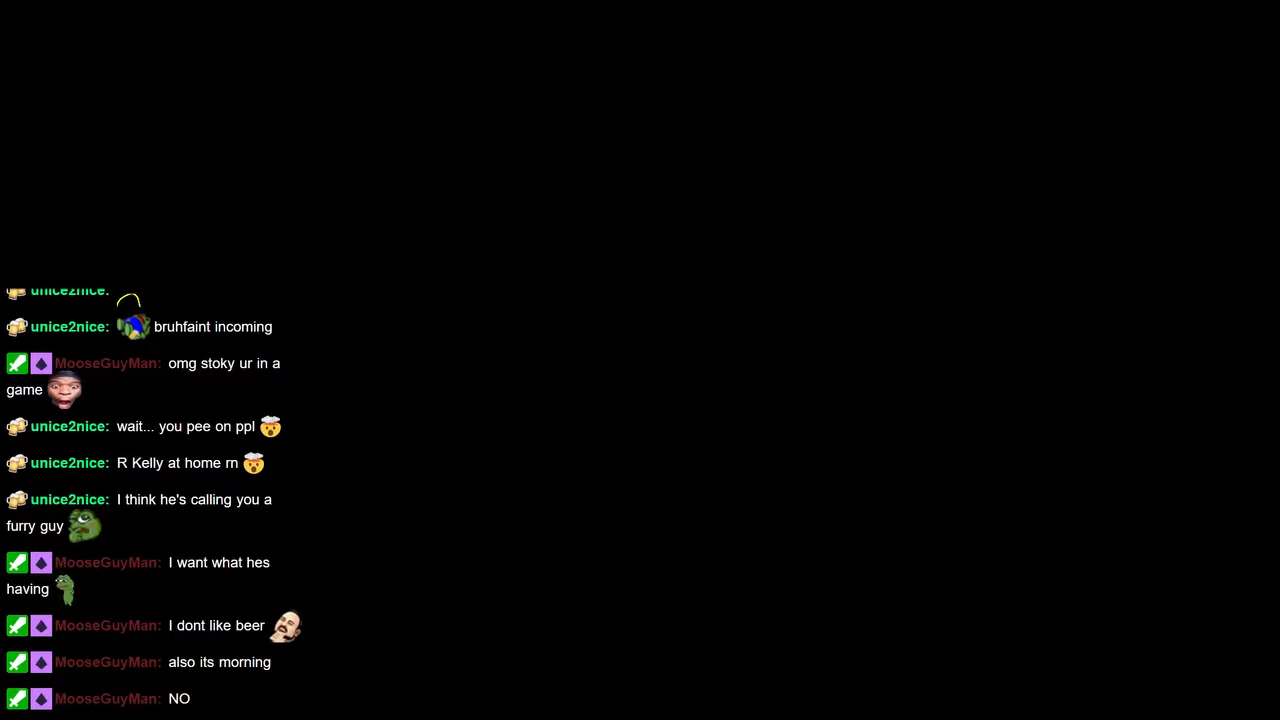 unice2nice:
unice2nice: bruhfaint incoming
MooseGuyMan: omg stoky ur in a
game
unice2nice: wait... you pee on ppl
unice2nice: R Kelly at home rn
unice2nice: I think he's calling you a
furry guy
MooseGuyMan: I want what hes
having
MooseGuyMan: I dont like beer
MooseGuyMan: also its morning
MooseGuyMan: NO